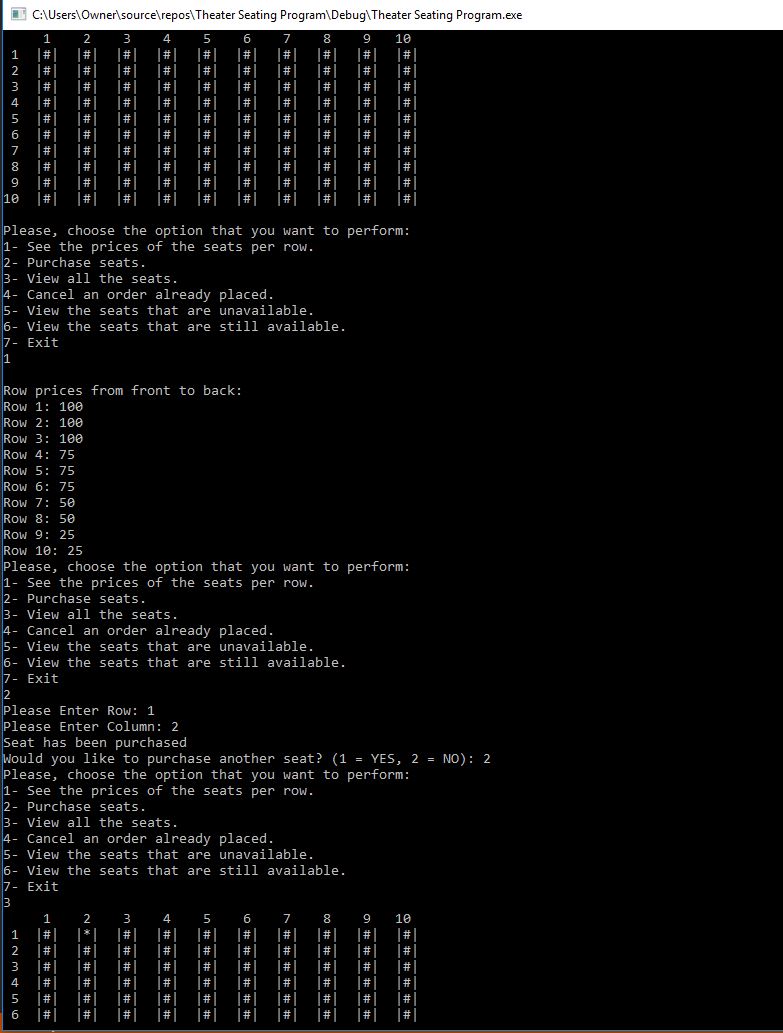 C:\Users\Owner\source\repos\Theater Seating Program\Debug\Theater Seating Program.exe
     1    2    3    4    5    6    7    8    9    10
 1  |#|  |#|  |#|  |#|  |#|  |#|  |#|  |#|  |#|  |#|
 2  |#|  |#|  |#|  |#|  |#|  |#|  |#|  |#|  |#|  |#|
 3  |#|  |#|  |#|  |#|  |#|  |#|  |#|  |#|  |#|  |#|
 4  |#|  |#|  |#|  |#|  |#|  |#|  |#|  |#|  |#|  |#|
 5  |#|  |#|  |#|  |#|  |#|  |#|  |#|  |#|  |#|  |#|
 6  |#|  |#|  |#|  |#|  |#|  |#|  |#|  |#|  |#|  |#|
 7  |#|  |#|  |#|  |#|  |#|  |#|  |#|  |#|  |#|  |#|
 8  |#|  |#|  |#|  |#|  |#|  |#|  |#|  |#|  |#|  |#|
 9  |#|  |#|  |#|  |#|  |#|  |#|  |#|  |#|  |#|  |#|
10  |#|  |#|  |#|  |#|  |#|  |#|  |#|  |#|  |#|  |#|
Please, choose the option that you want to perform:
1- See the prices of the seats per row.
2- Purchase seats.
3- View all the seats.
4- Cancel an order already placed.
5- View the seats that are unavailable.
6- View the seats that are still available.
7- Exit
1
Row prices from front to back:
Row 1: 100
Row 2: 100
Row 3: 100
Row 4: 75
Row 5: 75
Row 6: 75
Row 7: 50
Row 8: 50
Row 9: 25
Row 10: 25
Please, choose the option that you want to perform:
1- See the prices of the seats per row.
2- Purchase seats.
3- View all the seats.
4- Cancel an order already placed.
5- View the seats that are unavailable.
6- View the seats that are still available.
7- Exit
2
Please Enter Row: 1
Please Enter Column: 2
Seat has been purchased
Would you like to purchase another seat? (1 = YES, 2 = NO): 2
Please, choose the option that you want to perform:
1- See the prices of the seats per row.
2- Purchase seats.
3- View all the seats.
4- Cancel an order already placed.
5- View the seats that are unavailable.
6- View the seats that are still available.
7- Exit
3
     1    2    3    4    5    6    7    8    9    10
 1  |#|  |*|  |#|  |#|  |#|  |#|  |#|  |#|  |#|  |#|
 2  |#|  |#|  |#|  |#|  |#|  |#|  |#|  |#|  |#|  |#|
 3  |#|  |#|  |#|  |#|  |#|  |#|  |#|  |#|  |#|  |#|
 4  |#|  |#|  |#|  |#|  |#|  |#|  |#|  |#|  |#|  |#|
 5  |#|  |#|  |#|  |#|  |#|  |#|  |#|  |#|  |#|  |#|
 6  |#|  |#|  |#|  |#|  |#|  |#|  |#|  |#|  |#|  |#|